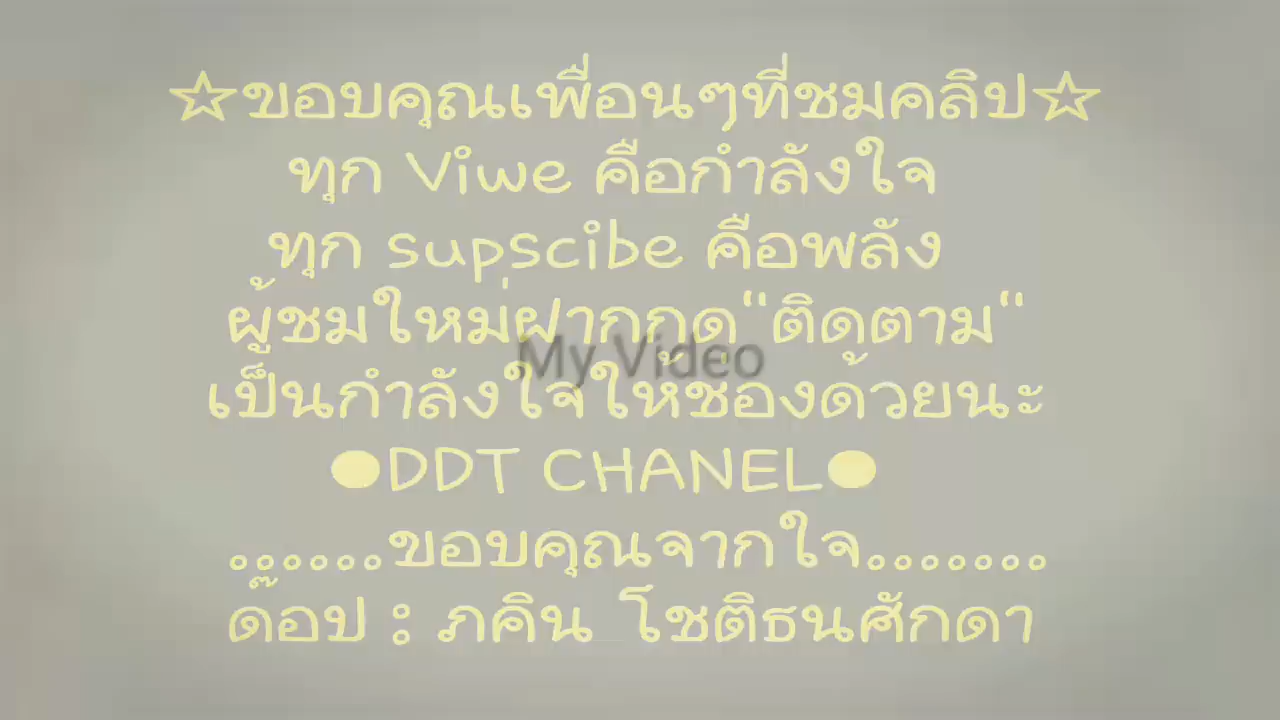 ☆ขอบคุณเพื่อนๆที่ชมคลิป☆
ทุก Viwe คือกำลังใจ
ทุก supscibe คือพลัง
ผู้ชมใหม่ฝากกด"ติดตาม"
My Video
เป็นกำลังใจให้ช่องด้วยนะ
●DDT CHANEL●
......ขอบคุณจากใจ.......
ด๊อป : ภคิน โชติธนศักดา